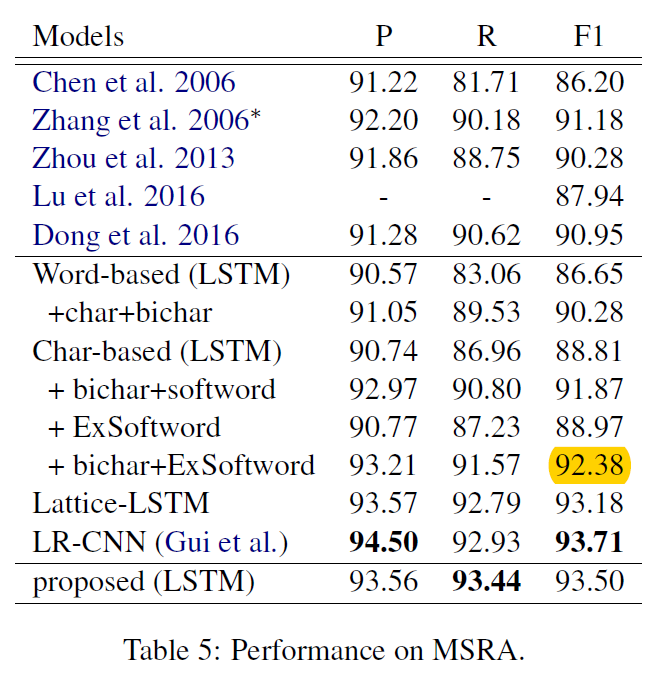 Models P R F1
Chen et al. 2006 91.22 81.71 86.20
Zhang et al. 2006* 92.20 90.18 91.18
Zhou et al. 2013 91.86 88.75 90.28
Lu et al. 2016 - - 87.94
Dong et al. 2016 91.28 90.62 90.95
Word-based (LSTM) 90.57 83.06 86.65
+char+bichar 91.05 89.53 90.28
Char-based (LSTM) 90.74 86.96 88.81
+ bichar+softword 92.97 90.80 91.87
+ ExSoftword 90.77 87.23 88.97
+ bichar+ExSoftword 93.21 91.57 92.38
Lattice-LSTM 93.57 92.79 93.18
LR-CNN (Gui et al.) 94.50 92.93 93.71
proposed (LSTM) 93.56 93.44 93.50
Table 5: Performance on MSRA.